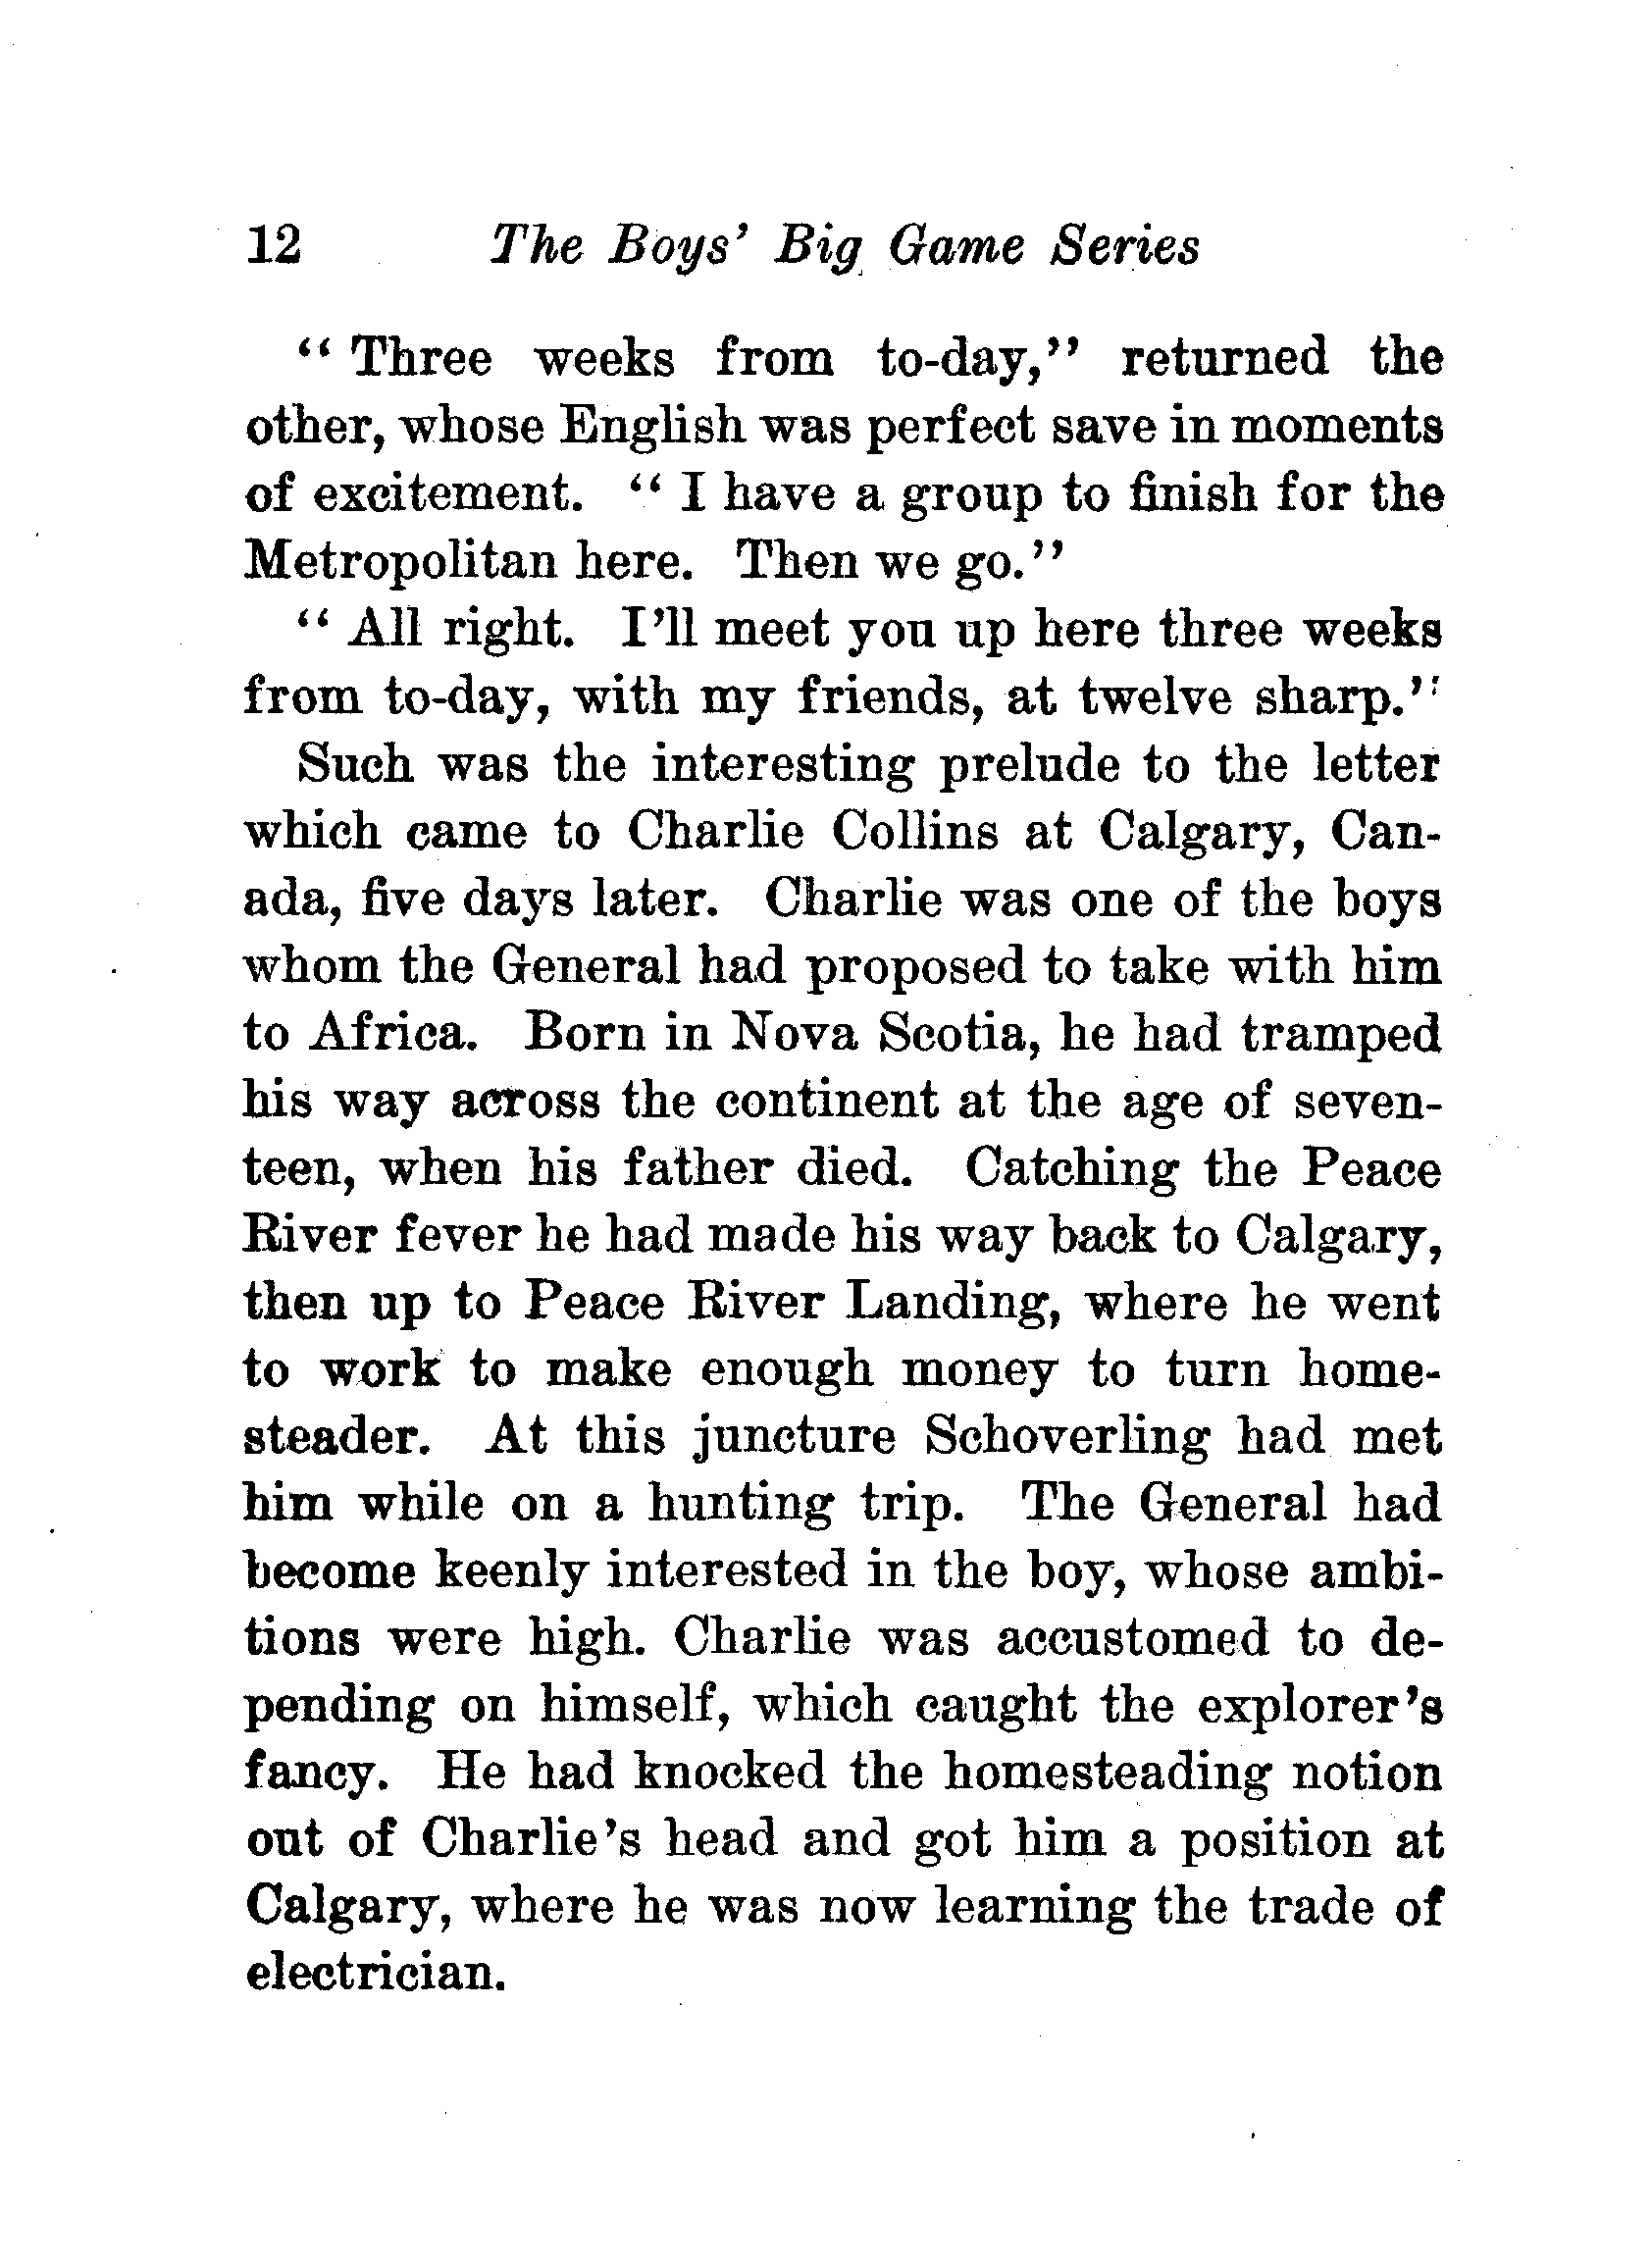 12 The Boys' Big Game Series
“ Three weeks from to-day,” returned the
other, whose English was perfect save in moments
of excitement. “ I have a group to finish for the
Metropolitan here. Then we go.”
“ All right. I'll meet you up here three weeks
from to-day, with my friends, at twelve sharp.”
Such was the interesting prelude to the letter
which came to Charlie Collins at Calgary, Can-
ada, five days later. Charlie was one of the boys
whom the General had proposed to take with him
to Africa. Born in Nova Scotia, he had tramped
his way across the continent at the age of seven-
teen, when his father died. Catching the Peace
River fever he had made his way back to Calgary,
then up to Peace River Landing, where he went
to work to make enough money to turn home-
steader. At this juncture Schoverling had met
him while on a hunting trip. The General had
become keenly interested in the boy, whose ambi-
tions were high. Charlie was accustomed to de-
pending on himself, which caught the explorer's
fancy. He had knocked the homesteading notion
out of Charlie's head and got him a position at
Calgary, where he was now learning the trade of
electrician.